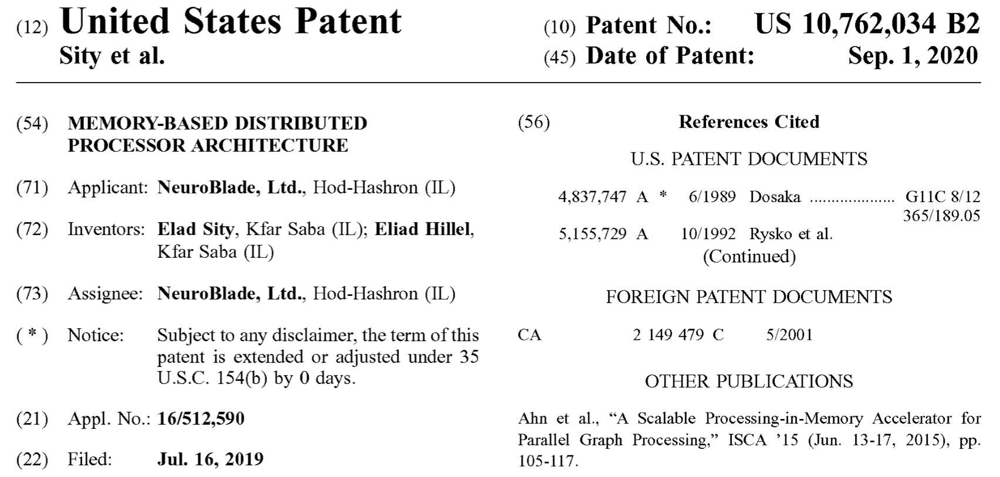 (12) United States Patent
Sity et al.
(10) Patent No.: US 10,762,034 B2
(45) Date of Patent: Sep. 1, 2020
(54) MEMORY-BASED DISTRIBUTED
PROCESSOR ARCHITECTURE
(71) Applicant: NeuroBlade, Ltd., Hod-Hashron (IL)
(72) Inventors: Elad Sity, Kfar Saba (IL); Eliad Hillel,
Kfar Saba (IL)
(73) Assignee: NeuroBlade, Ltd., Hod-Hashron (IL)
( * ) Notice: Subject to any disclaimer, the term of this
patent is extended or adjusted under 35
U.S.C. 154(b) by 0 days.
(21) Appl. No.: 16/512,590
(22) Filed: Jul. 16, 2019
(56) References Cited
U.S. PATENT DOCUMENTS
4,837,747 A * 6/1989 Dosaka .................... G11C 8/12
365/189.05
5,155,729 A 10/1992 Rysko et al.
(Continued)
FOREIGN PATENT DOCUMENTS
CA 2 149 479 C 5/2001
OTHER PUBLICATIONS
Ahn et al., “A Scalable Processing-in-Memory Accelerator for
Parallel Graph Processing,” ISCA ’15 (Jun. 13-17, 2015), pp.
105-117.